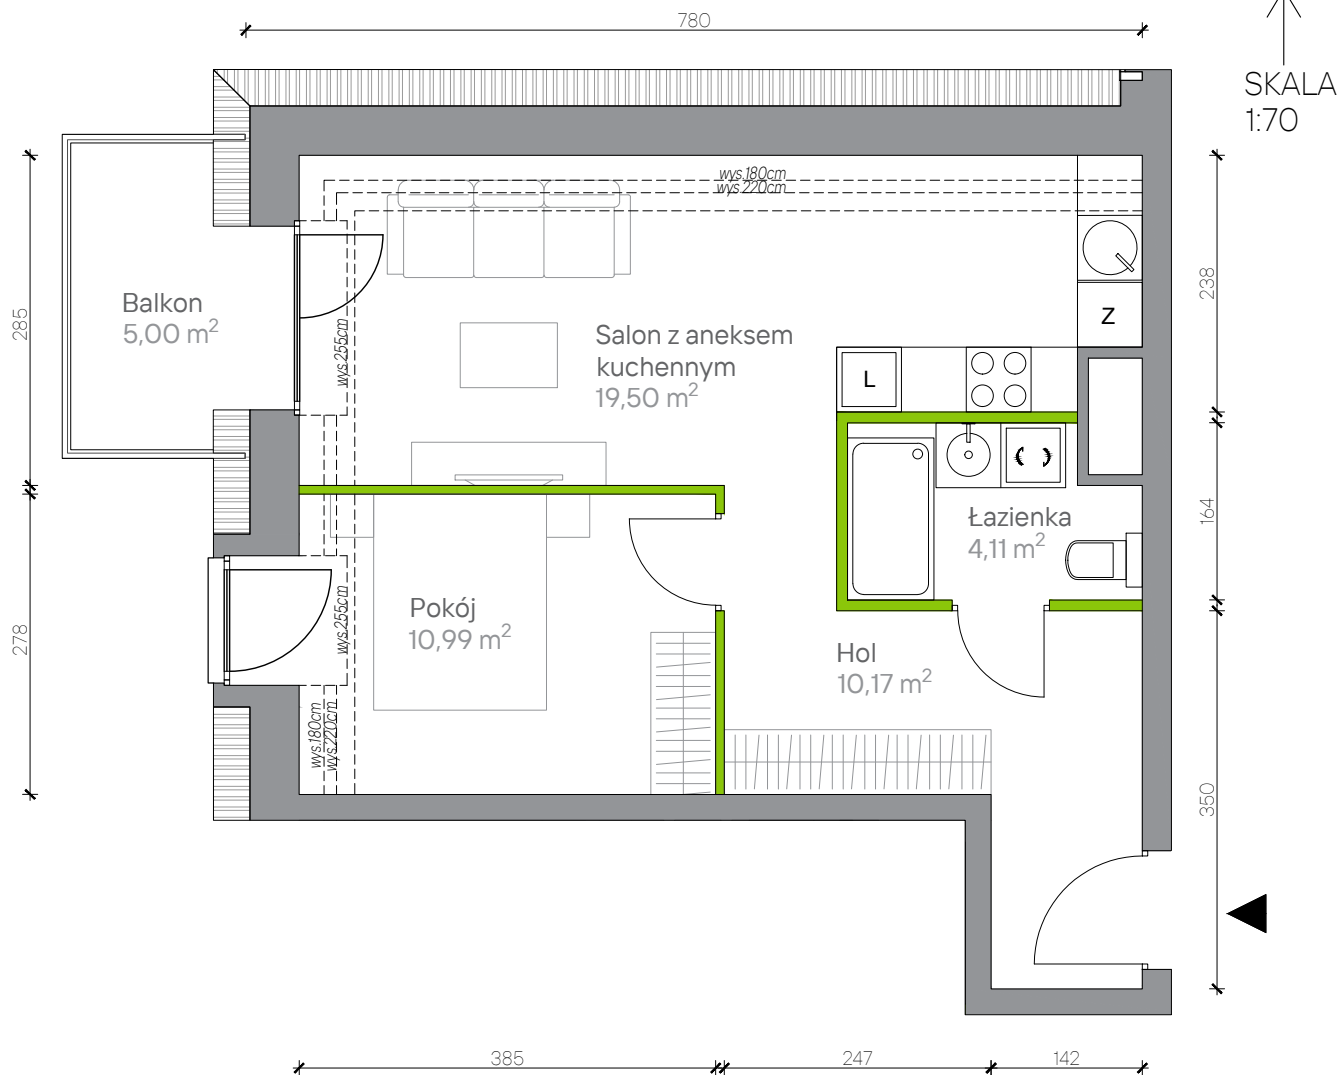 780
SKALA
1:70
wys.180cm
wys.220cm
Balkon
5,00 m²
285
wys.255cm
Salon z aneksem
kuchennym
19,50 m²
238
Z
L
Łazienka
4,11 m²
164
Pokój
10,99 m²
wys.255cm
278
Hol
10,17 m²
wys.180cm
wys.220cm
350
385
247
142